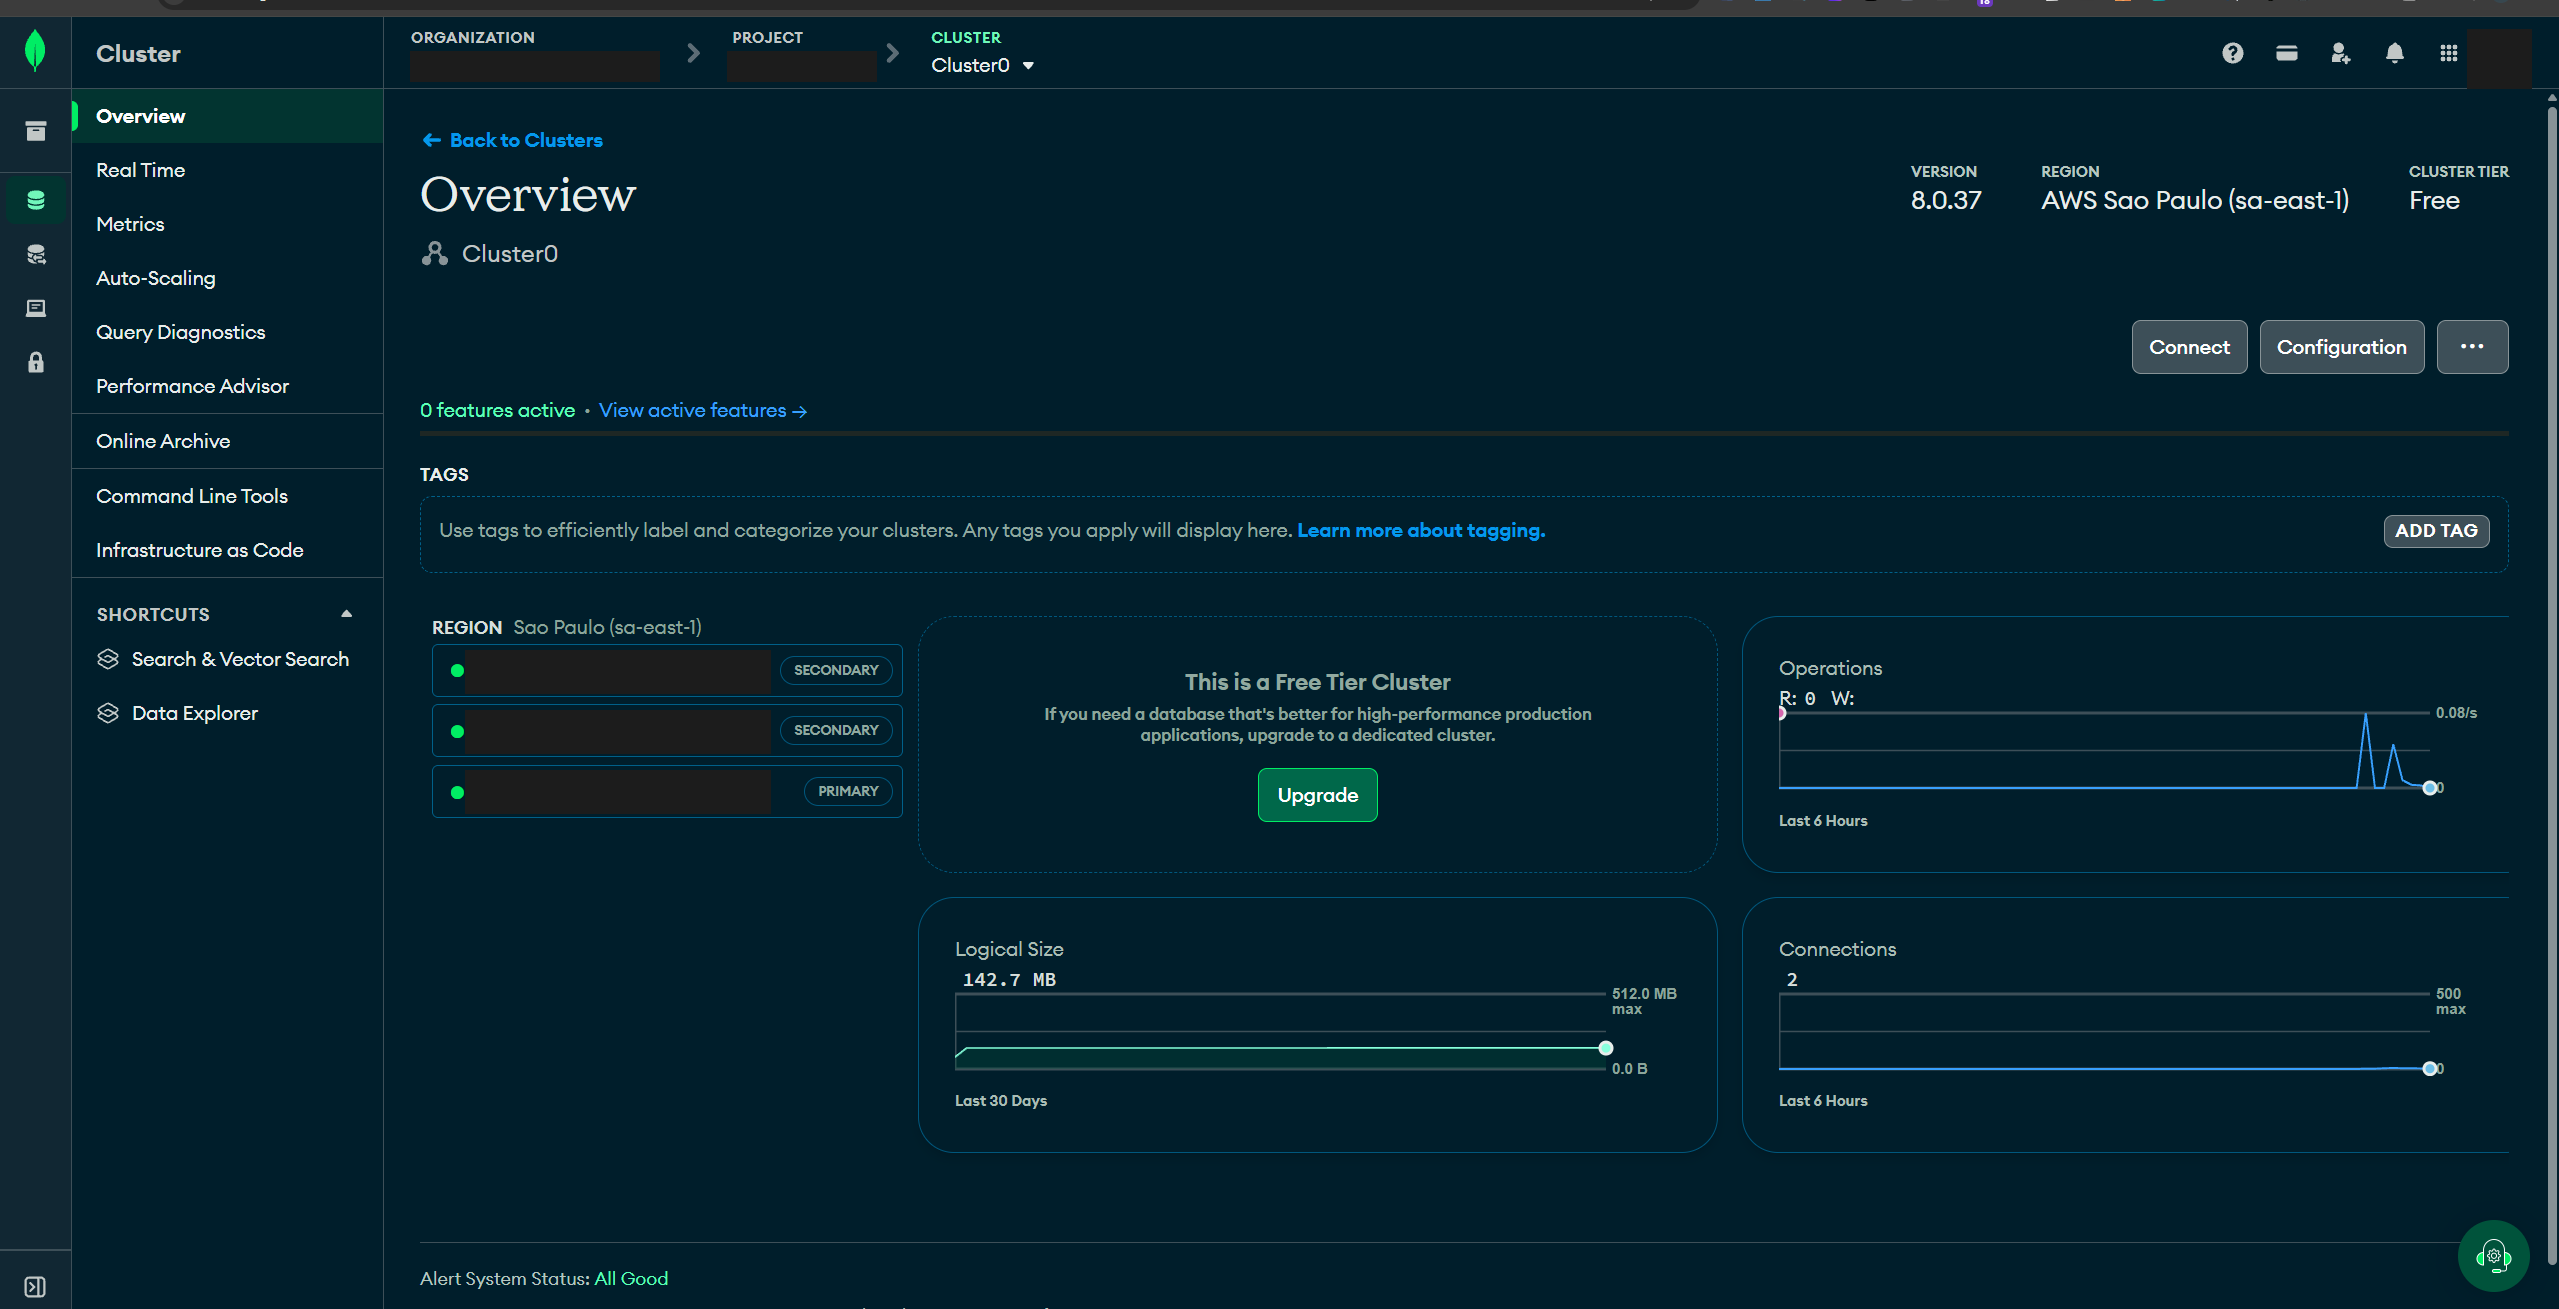 18
Cluster
ORGANIZATION
PROJECT
CLUSTER
Cluster0
Overview
Real Time
Metrics
Auto-Scaling
Query Diagnostics
Performance Advisor
Online Archive
Command Line Tools
Infrastructure as Code
SHORTCUTS
Search & Vector Search
Data Explorer
← Back to Clusters
Overview
Cluster0
VERSION
8.0.37
REGION
AWS Sao Paulo (sa-east-1)
CLUSTER TIER
Free
Connect
Configuration
...
0 features active • View active features →
TAGS
Use tags to efficiently label and categorize your clusters. Any tags you apply will display here. Learn more about tagging.
ADD TAG
REGION Sao Paulo (sa-east-1)
SECONDARY
SECONDARY
PRIMARY
This is a Free Tier Cluster
If you need a database that's better for high-performance production
applications, upgrade to a dedicated cluster.
Upgrade
Operations
R: 0 W:
0.08/s
0
Last 6 Hours
Logical Size
142.7 MB
512.0 MB
max
0.0 B
Last 30 Days
Connections
2
500
max
0
Last 6 Hours
Alert System Status: All Good